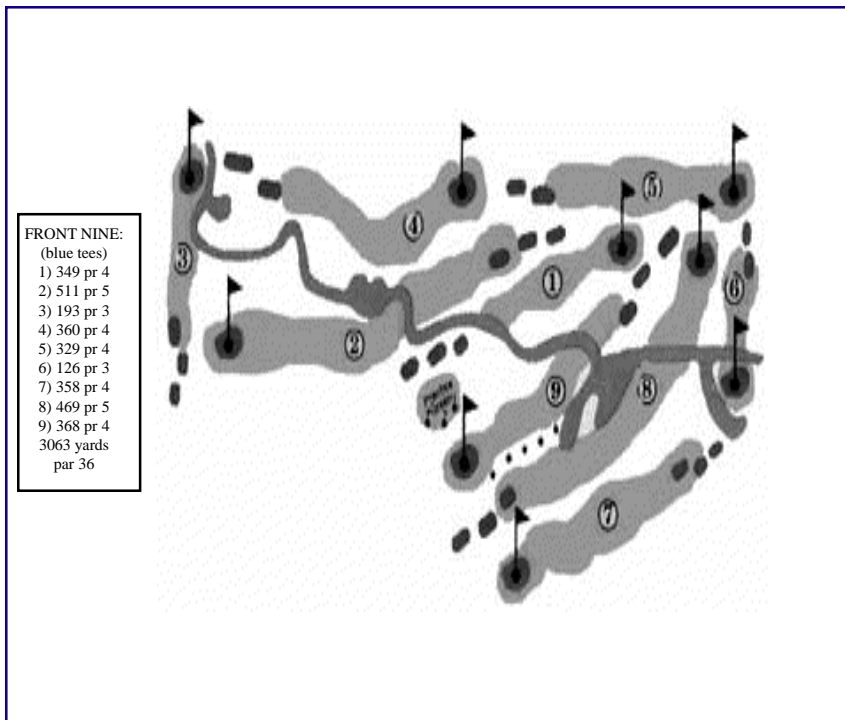 FRONT NINE:
(blue tees)
1) 349 pr 4
2) 511 pr 5
3) 193 pr 3
4) 360 pr 4
5) 329 pr 4
6) 126 pr 3
7) 358 pr 4
8) 469 pr 5
9) 368 pr 4
3063 yards
par 36
4
5
1
3
6
2
9
8
7